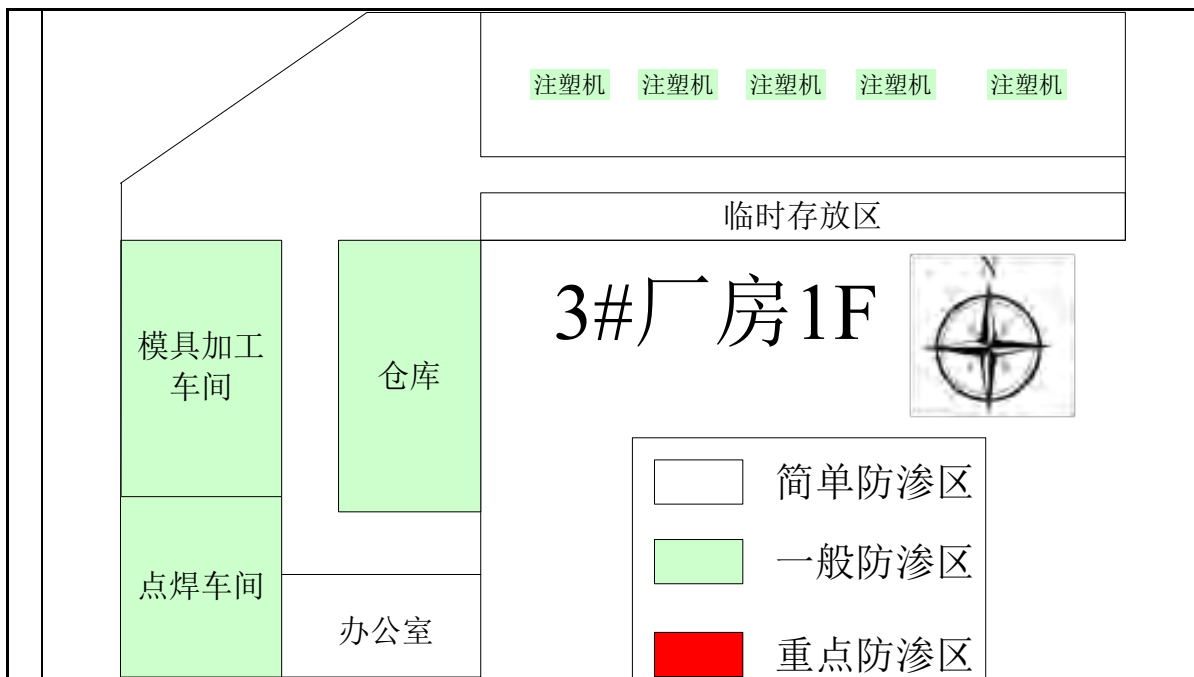 注塑机 注塑机 注塑机 注塑机 注塑机
临时存放区
3#厂房1F
N
模具加工
车间
仓库
点焊车间
办公室
简单防渗区
一般防渗区
重点防渗区